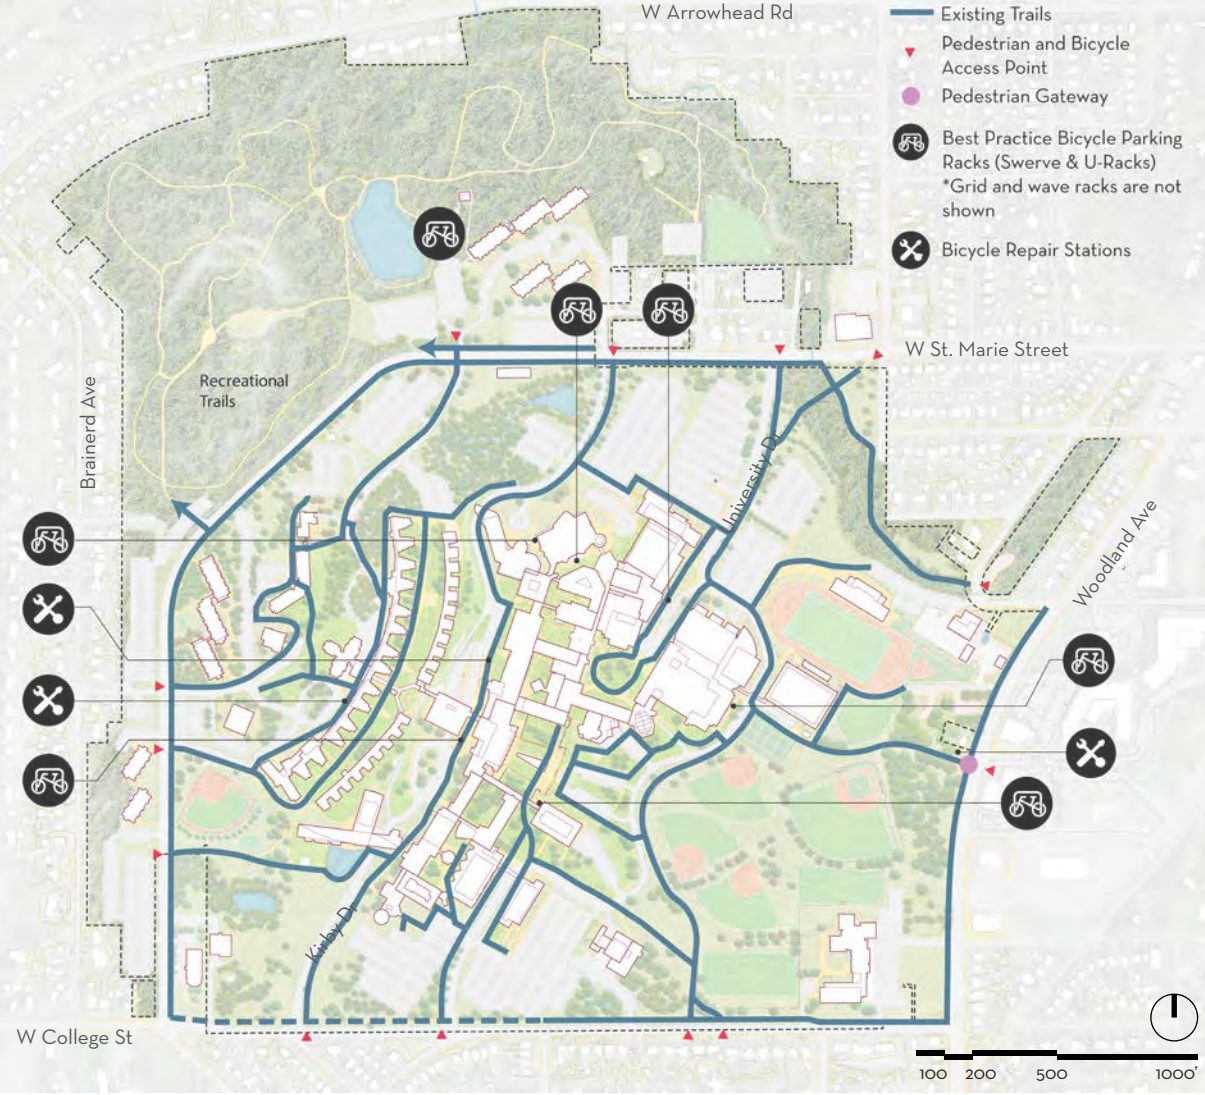 W Arrowhead Rd
Existing Trails
Pedestrian and Bicycle
Access Point
Pedestrian Gateway
Best Practice Bicycle Parking
Racks (Swerve & U-Racks)
*Grid and wave racks are not
shown
Bicycle Repair Stations
W St. Marie Street
Recreational
Trails
Brainerd Ave
University Dr
Woodland Ave
Kirby Dr
W College St
100 200 500 1000'